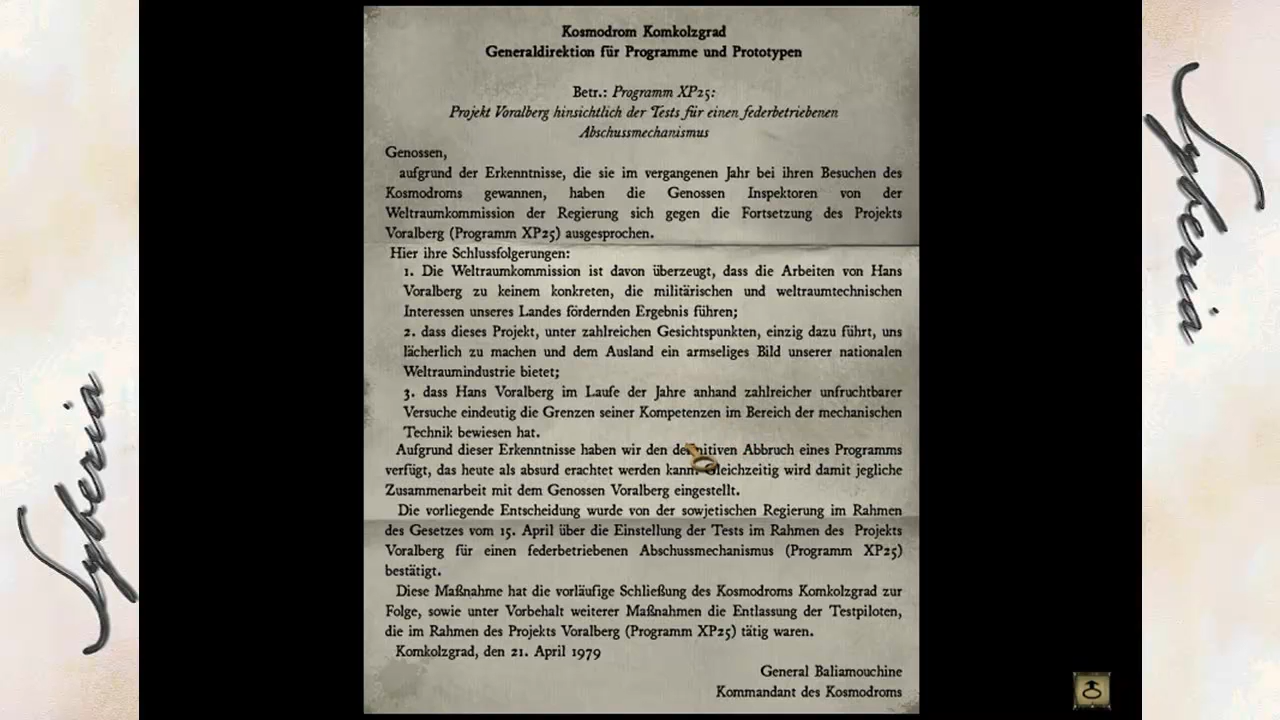 Kosmodrom Komkolzgrad
Generaldirektion für Programme und Prototypen
Betr.: Programm XP25:
Projekt Voralberg hinsichtlich der Tests für einen federbetriebenen
Abschussmechanismus
Genossen,
aufgrund der Erkenntnisse, die sie im vergangenen Jahr bei ihren Besuchen des
Kosmodroms gewannen, haben die Genossen Inspektoren von der
Weltraumkommission der Regierung sich gegen die Fortsetzung des Projekts
Voralberg (Programm XP25) ausgesprochen.
Hier ihre Schlussfolgerungen:
1. Die Weltraumkommission ist davon überzeugt, dass die Arbeiten von Hans
Voralberg zu keinem konkreten, die militärischen und weltraumtechnischen
Interessen unseres Landes fördernden Ergebnis führen;
2. dass dieses Projekt, unter zahlreichen Gesichtspunkten, einzig dazu führt, uns
lächerlich zu machen und dem Ausland ein armseliges Bild unserer nationalen
Weltraumindustrie bietet;
3. dass Hans Voralberg im Laufe der Jahre anhand zahlreicher unfruchtbarer
Versuche eindeutig die Grenzen seiner Kompetenzen im Bereich der mechanischen
Technik bewiesen hat.
Aufgrund dieser Erkenntnisse haben wir den definitiven Abbruch eines Programms
verfügt, das heute als absurd erachtet werden kann. Gleichzeitig wird damit jegliche
Zusammenarbeit mit dem Genossen Voralberg eingestellt.
Die vorliegende Entscheidung wurde von der sowjetischen Regierung im Rahmen
des Gesetzes vom 15. April über die Einstellung der Tests im Rahmen des Projekts
Voralberg für einen federbetriebenen Abschussmechanismus (Programm XP25)
bestätigt.
Diese Maßnahme hat die vorläufige Schließung des Kosmodroms Komkolzgrad zur
Folge, sowie unter Vorbehalt weiterer Maßnahmen die Entlassung der Testpiloten,
die im Rahmen des Projekts Voralberg (Programm XP25) tätig waren.
Komkolzgrad, den 21. April 1979
General Baliamouchine
Kommandant des Kosmodroms
Syberia
Syberia